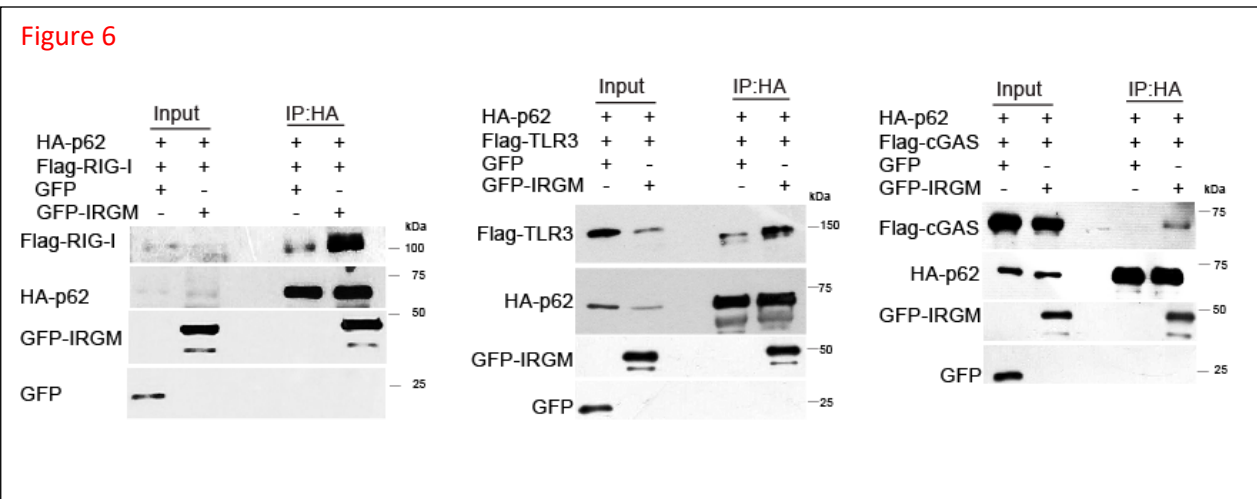 Figure 6
Input IP:HA
HA-p62 + + + +
Flag-RIG-I + + + +
GFP + - + -
GFP-IRGM - + - +
kDa
Flag-RIG-I 100
75
HA-p62
50
GFP-IRGM
25
GFP
Input IP:HA
HA-p62 + + + +
Flag-TLR3 + + + +
GFP + - + -
GFP-IRGM - + - +
kDa
Flag-TLR3 150
75
HA-p62
GFP-IRGM 50
GFP 25
Input IP:HA
HA-p62 + + + +
Flag-cGAS + + + +
GFP + - + -
GFP-IRGM - + - +
kDa
75
Flag-cGAS
HA-p62 75
GFP-IRGM 50
GFP 25